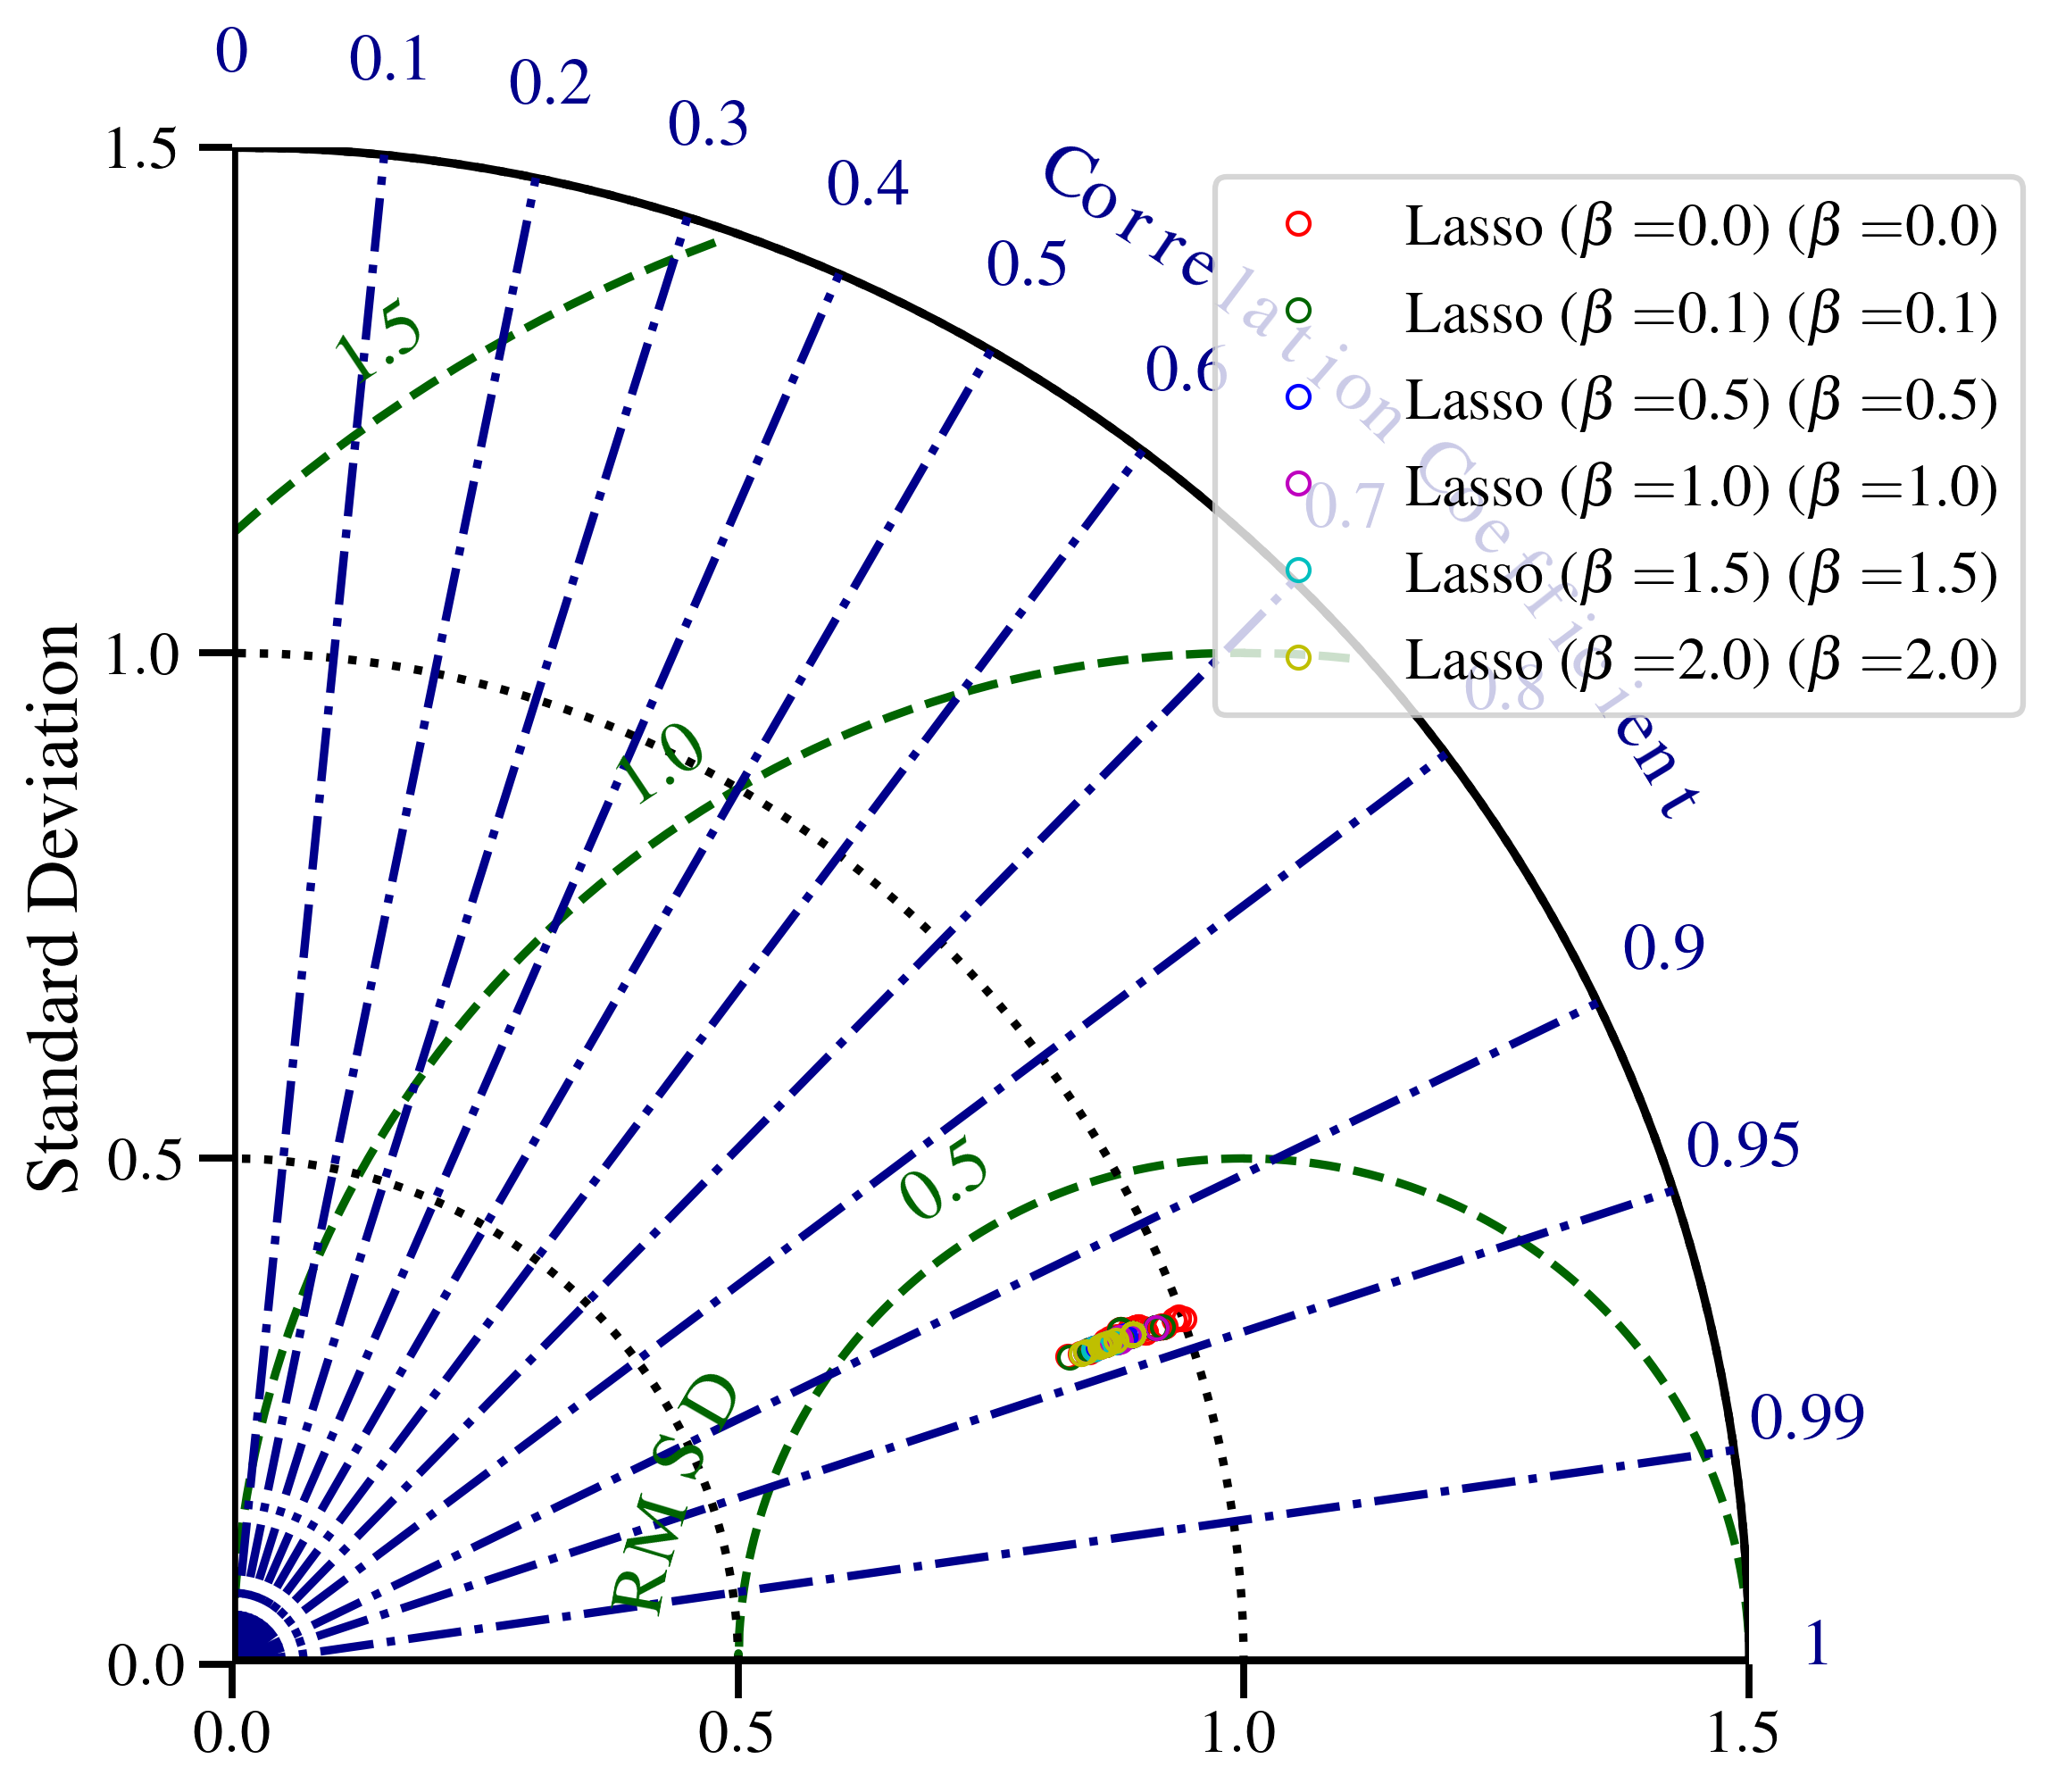 0
0.1
0.2
0.3
0.4
0.5
0.6
0.7
0.8
0.9
0.95
0.99
1
Correlation Coefficient
Lasso (β =0.0) (β =0.0)
Lasso (β =0.1) (β =0.1)
Lasso (β =0.5) (β =0.5)
Lasso (β =1.0) (β =1.0)
Lasso (β =1.5) (β =1.5)
Lasso (β =2.0) (β =2.0)
1.5
1.0
0.5
0.0
Standard Deviation
1.5
1.0
0.5
RMSD
0.0
0.5
1.0
1.5